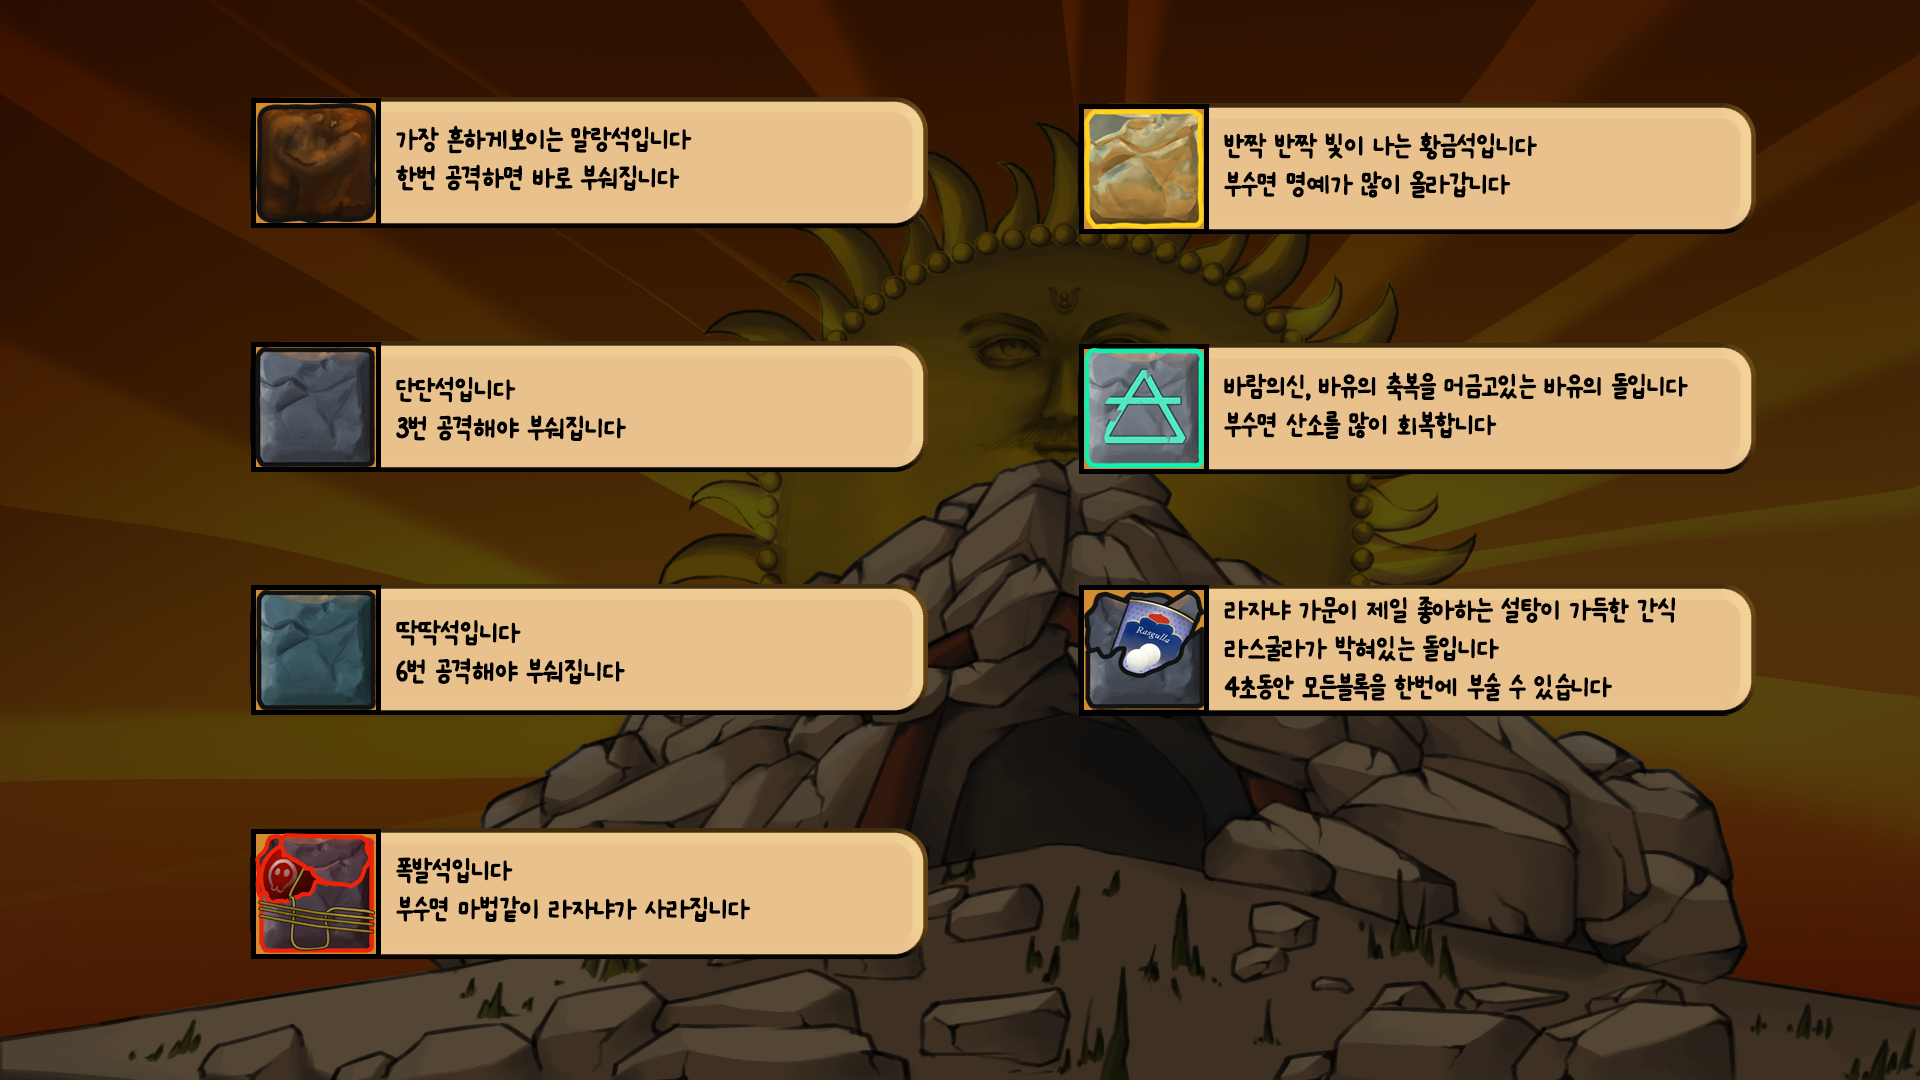 가장 흔하게보이는 말랑석입니다
한번 공격하면 바로 부숴집니다
단단석입니다
3번 공격해야 부숴집니다
딱딱석입니다
6번 공격해야 부숴집니다
폭발석입니다
부수면 마법같이 라자냐가 사라집니다
반짝 반짝 빛이 나는 황금석입니다
부수면 명예가 많이 올라갑니다
바람의신, 바유의 축복을 머금고있는 바유의 돌입니다
부수면 산소를 많이 회복합니다
Rasgulla
라자냐 가문이 제일 좋아하는 설탕이 가득한 간식
라스굴라가 박혀있는 돌입니다
4초동안 모든블록을 한번에 부술 수 있습니다